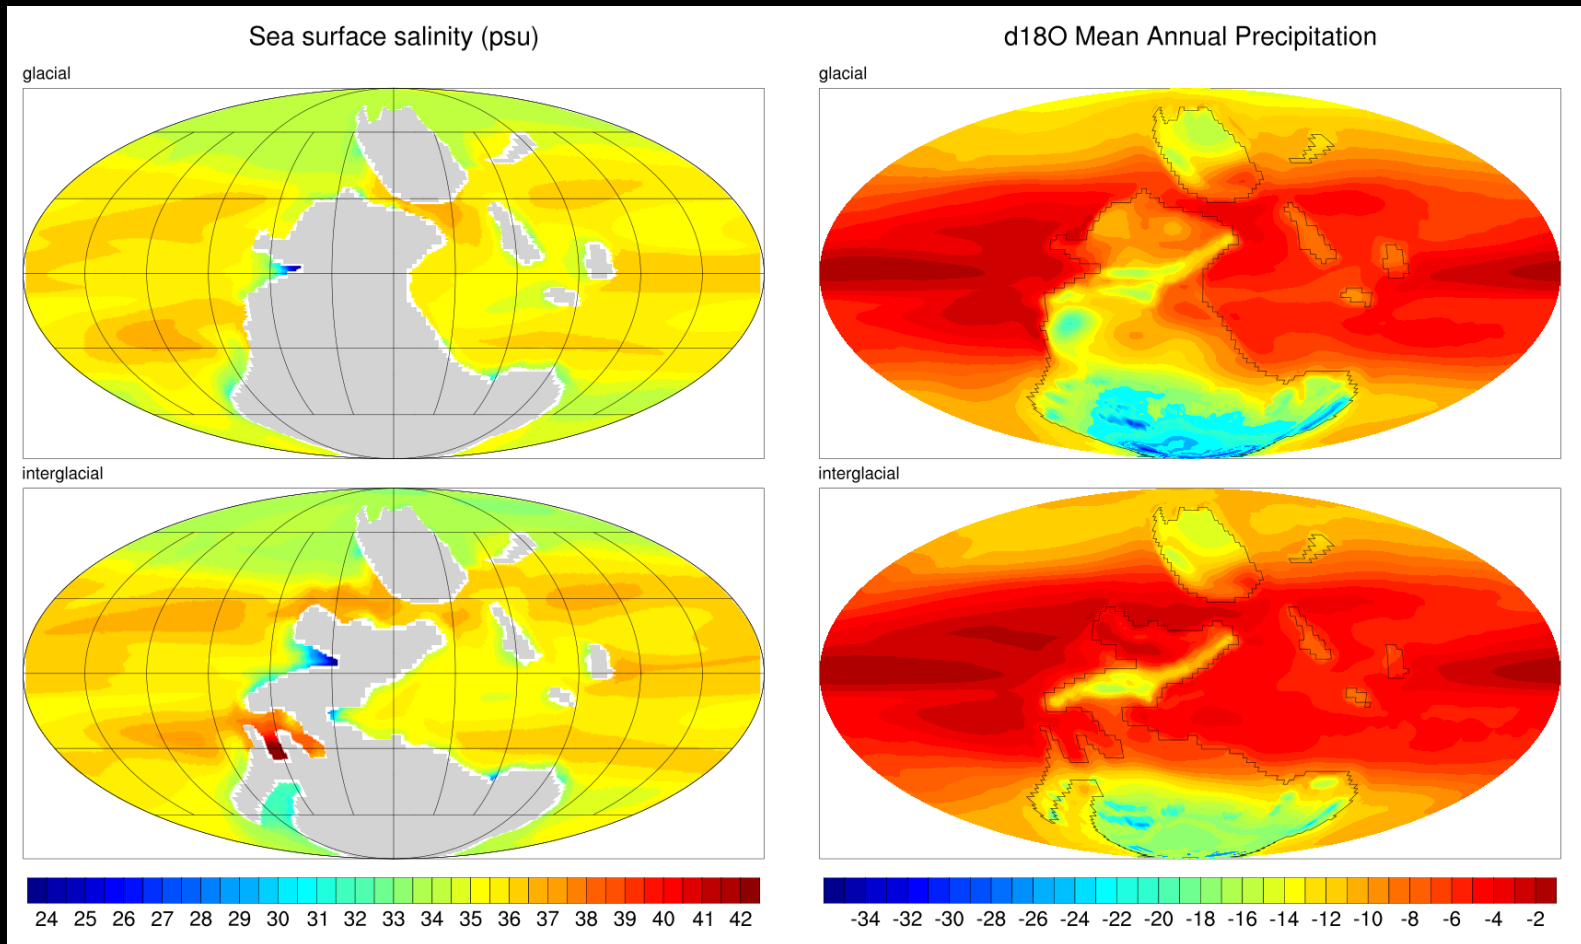 Sea surface salinity (psu)
d18O Mean Annual Precipitation
glacial
glacial
interglacial
interglacial
24 25 26 27 28 29 30 31 32 33 34 35 36 37 38 39 40 41 42
-34 -32 -30 -28 -26 -24 -22 -20 -18 -16 -14 -12 -10 -8 -6 -4 -2